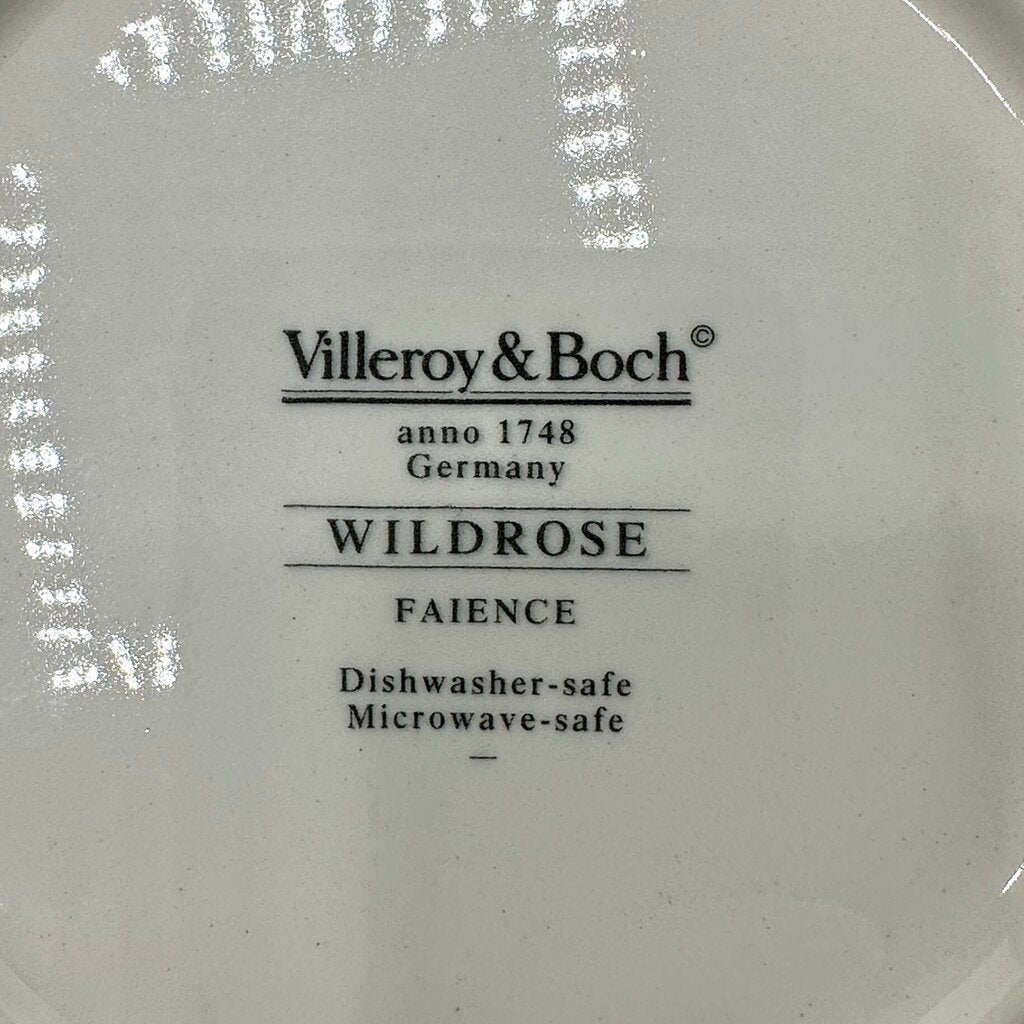 Villeroy & Boch©
anno 1748
Germany
WILDROSE
FAIENCE
Dishwasher-safe
Microwave-safe
—